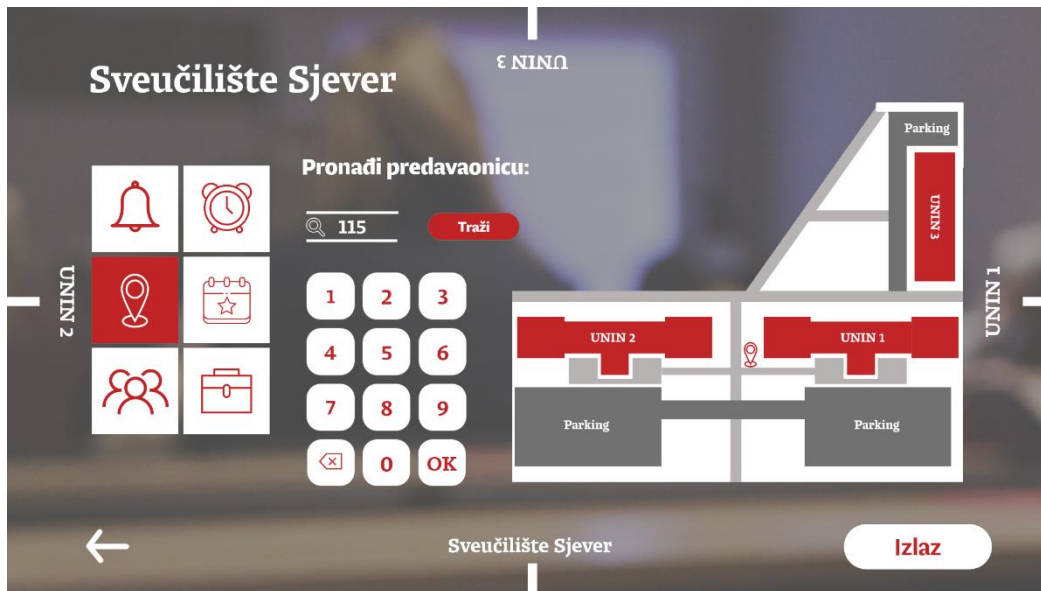 UNIN 3
Sveučilište Sjever
Pronađi predavaonicu:
115
Traži
1 2 3
4 5 6
7 8 9
0 OK
UNIN 2
Parking
UNIN 3
UNIN 2
UNIN 1
Parking
Parking
UNIN 1
Sveučilište Sjever
Izlaz